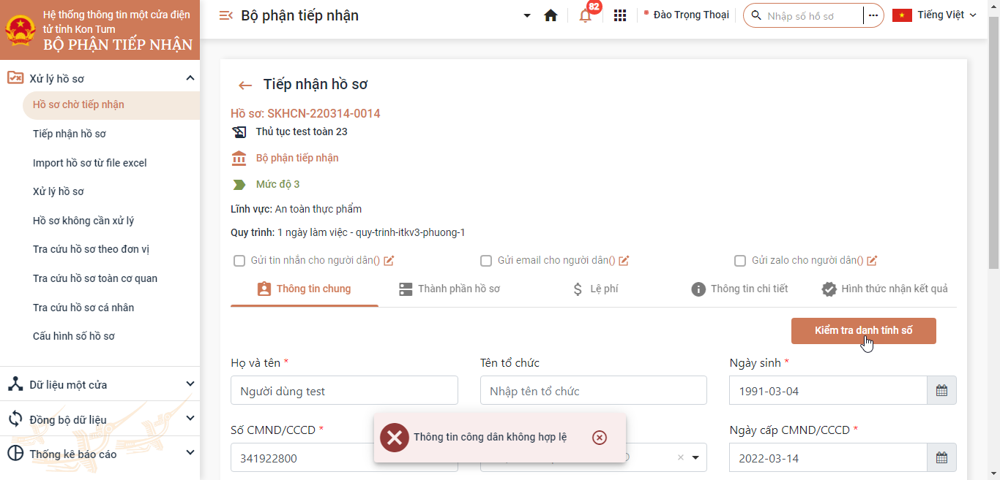 Hệ thống thông tin một cửa điện
tử tỉnh Kon Tum
BỘ PHẬN TIẾP NHẬN
Bộ phận tiếp nhận
82
Đào Trọng Thoại
Nhập số hồ sơ
Tiếng Việt
Xử lý hồ sơ
Hồ sơ chờ tiếp nhận
Tiếp nhận hồ sơ
Import hồ sơ từ file excel
Xử lý hồ sơ
Hồ sơ không cần xử lý
Tra cứu hồ sơ theo đơn vị
Tra cứu hồ sơ toàn cơ quan
Tra cứu hồ sơ cá nhân
Cấu hình số hồ sơ
Dữ liệu một cửa
Đồng bộ dữ liệu
Thống kê báo cáo
Tiếp nhận hồ sơ
Hồ sơ: SKHCN-220314-0014
Thủ tục test toàn 23
Bộ phận tiếp nhận
Mức độ 3
Lĩnh vực: An toàn thực phẩm
Quy trình: 1 ngày làm việc - quy-trinh-itkv3-phuong-1
Gửi tin nhắn cho người dân() Gửi email cho người dân() Gửi zalo cho người dân()
Thông tin chung Thành phần hồ sơ Lệ phí Thông tin chi tiết Hình thức nhận kết quả
Kiểm tra danh tính số
Họ và tên * Tên tổ chức Ngày sinh *
Người dùng test Nhập tên tổ chức 1991-03-04
Số CMND/CCCD * Ngày cấp CMND/CCCD *
Thông tin công dân không hợp lệ
341922800 2022-03-14